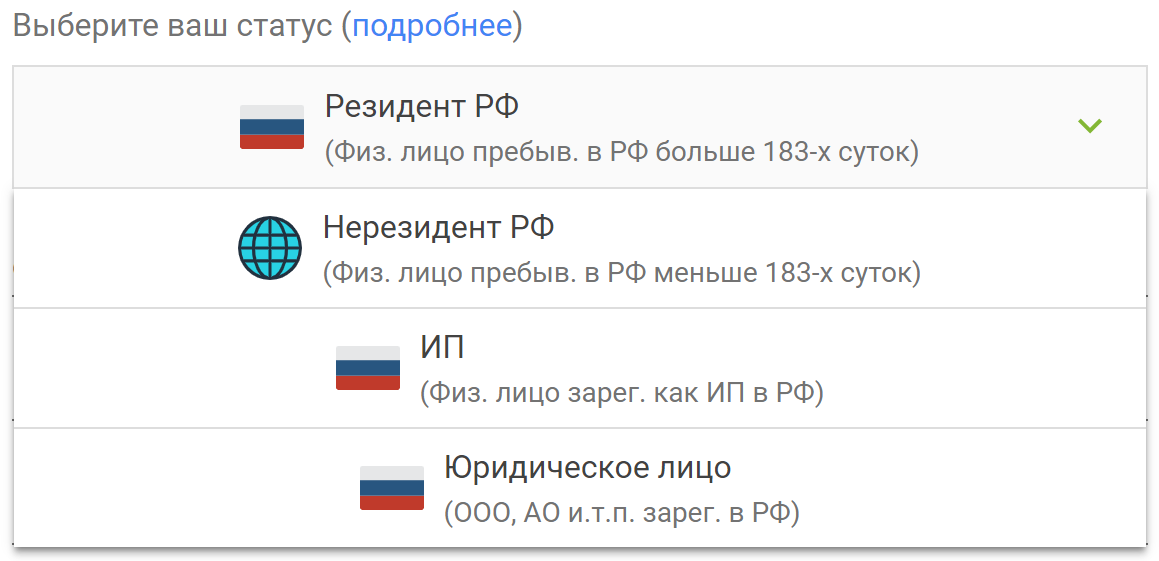 Выберите ваш статус (подробнее)
Резидент РФ
(Физ. лицо пребыв. в РФ больше 183-х суток)
Нерезидент РФ
(Физ. лицо пребыв. в РФ меньше 183-х суток)
ИП
(Физ. лицо зарег. как ИП в РФ)
Юридическое лицо
(ООО, АО и.т.п. зарег. в РФ)